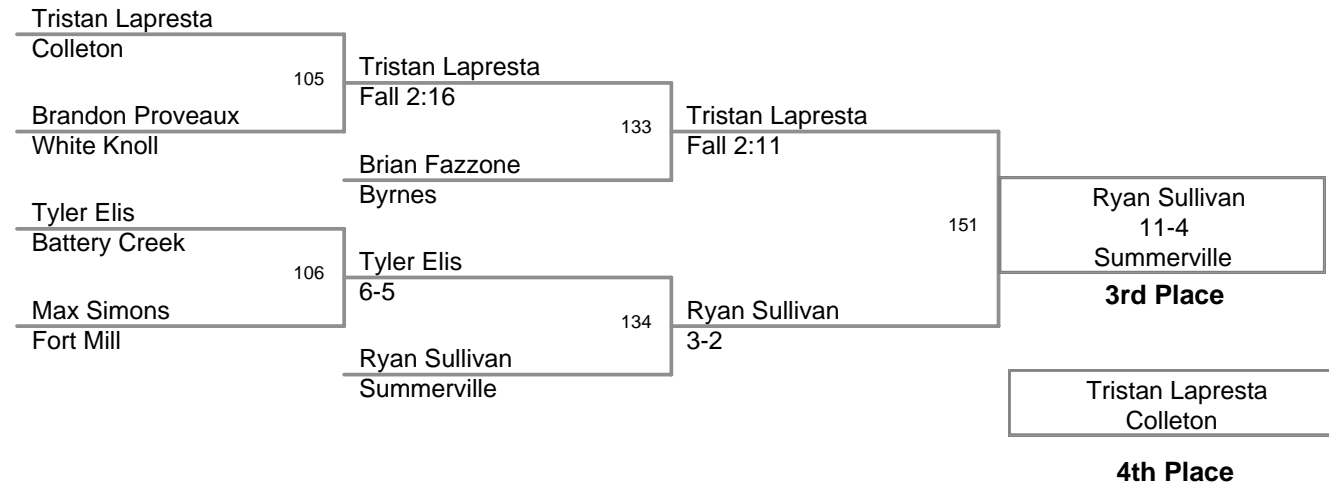 Tristan Lapresta
Colleton
105
Brandon Proveaux
White Knoll
Tristan Lapresta
Fall 2:16
133
Brian Fazzone
Byrnes
Tyler Elis
Battery Creek
106
Max Simons
Fort Mill
Tyler Elis
6-5
134
Ryan Sullivan
Summerville
Tristan Lapresta
Fall 2:11
151
Ryan Sullivan
3-2
Ryan Sullivan
11-4
Summerville
3rd Place
Tristan Lapresta
Colleton
4th Place